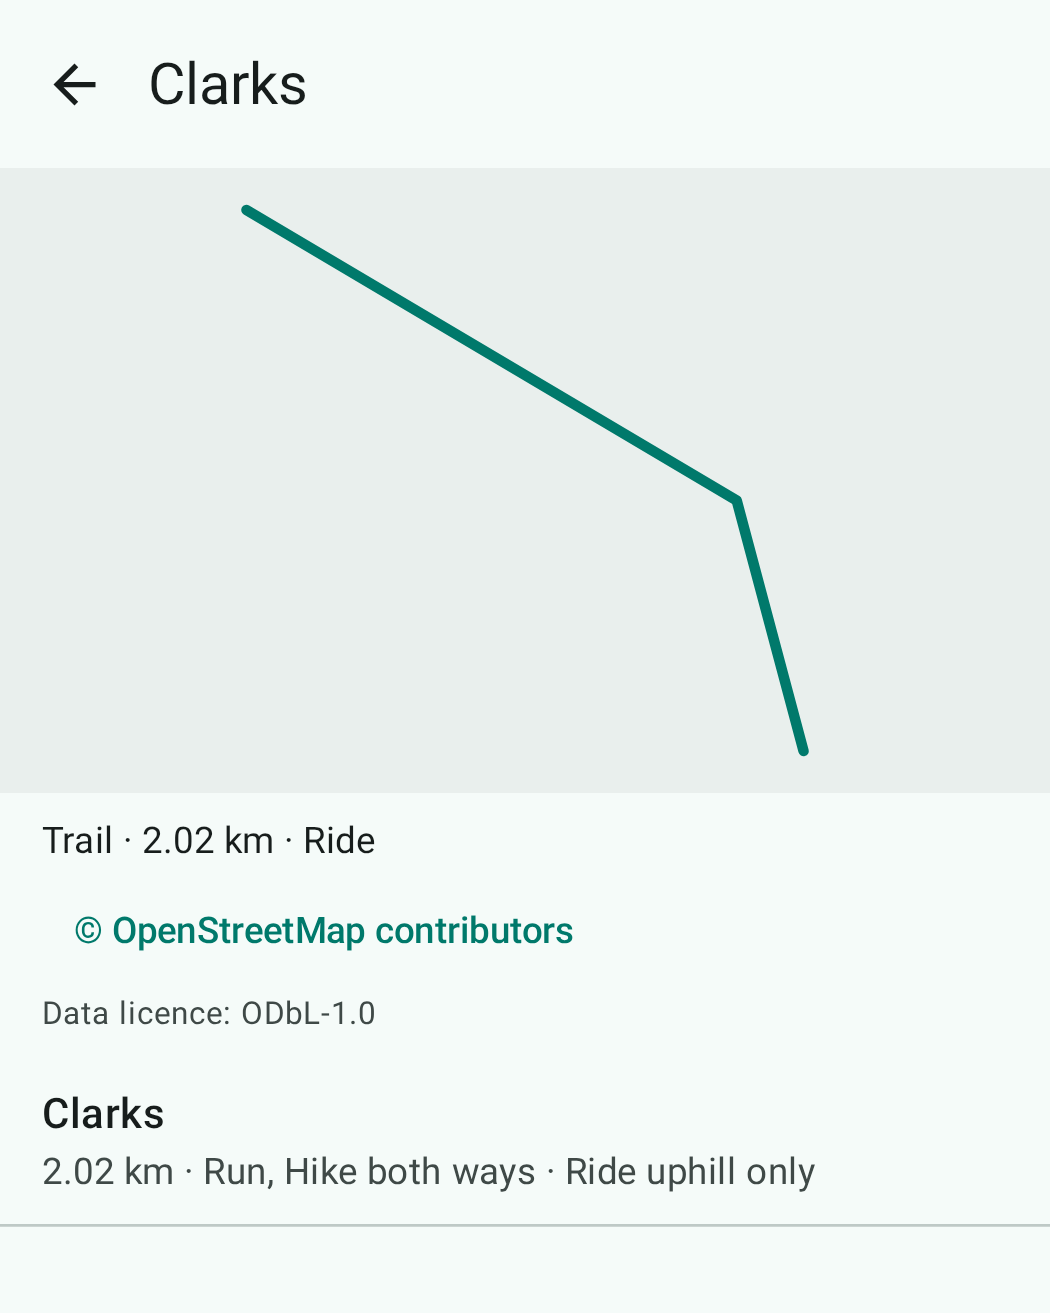 Clarks
Trail · 2.02 km · Ride
© OpenStreetMap contributors
Data licence: ODbL-1.0
Clarks
2.02 km · Run, Hike both ways · Ride uphill only